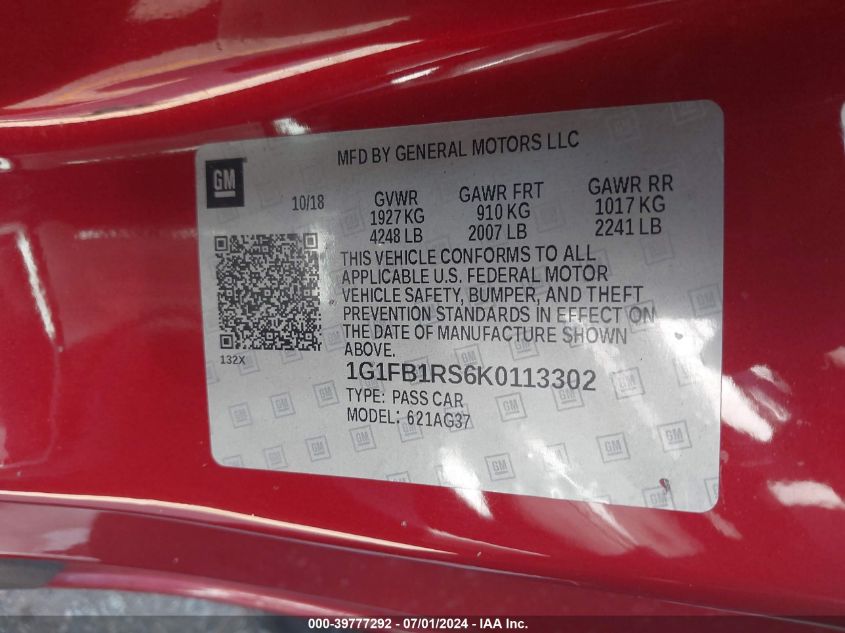 MFD BY GENERAL MOTORS LLC
GM
10/18
GVWR GAWR FRT GAWR RR
1927 KG 910 KG 1017 KG
4248 LB 2007 LB 2241 LB
THIS VEHICLE CONFORMS TO ALL
APPLICABLE U.S. FEDERAL MOTOR
VEHICLE SAFETY, BUMPER, AND THEFT
PREVENTION STANDARDS IN EFFECT ON
THE DATE OF MANUFACTURE SHOWN
ABOVE.
132X
1G1FB1RS6K0113302
TYPE: PASS CAR
MODEL: 621AG37
000-39777292 - 07/01/2024 - IAA Inc.